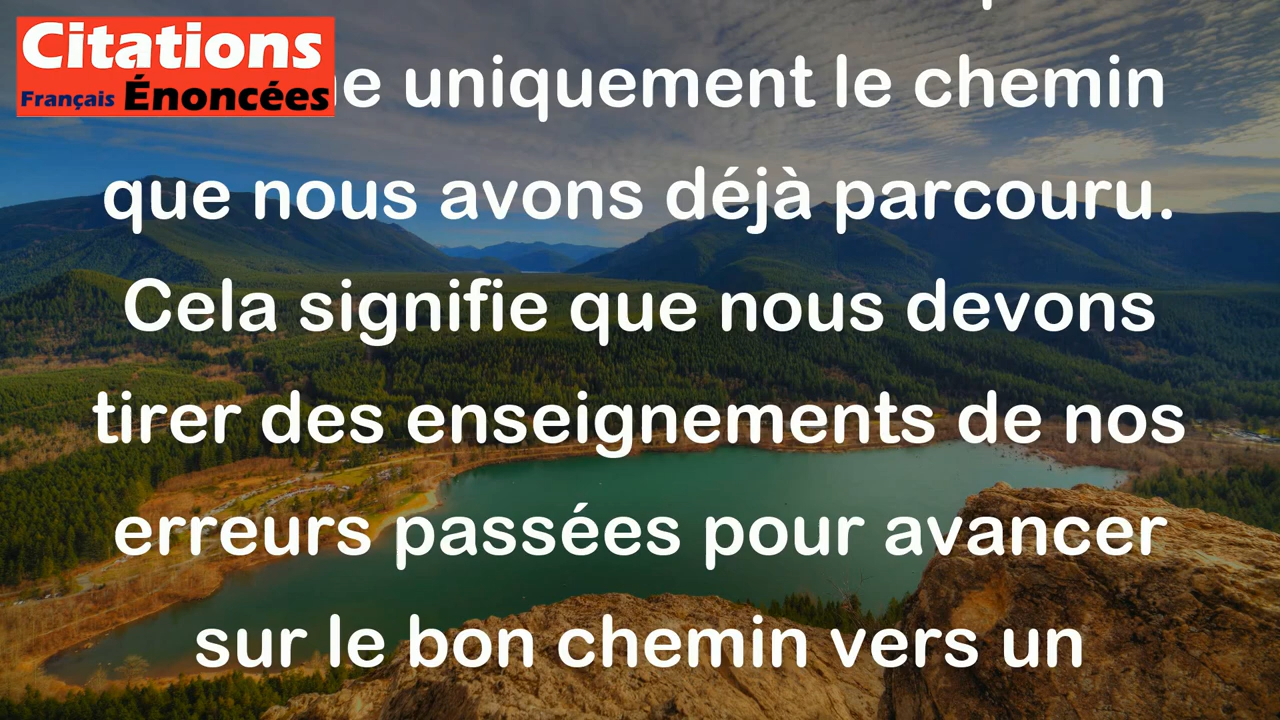 Citations
Français Énoncées
uniquement le chemin
que nous avons déjà parcouru.
Cela signifie que nous devons
tirer des enseignements de nos
erreurs passées pour avancer
sur le bon chemin vers un